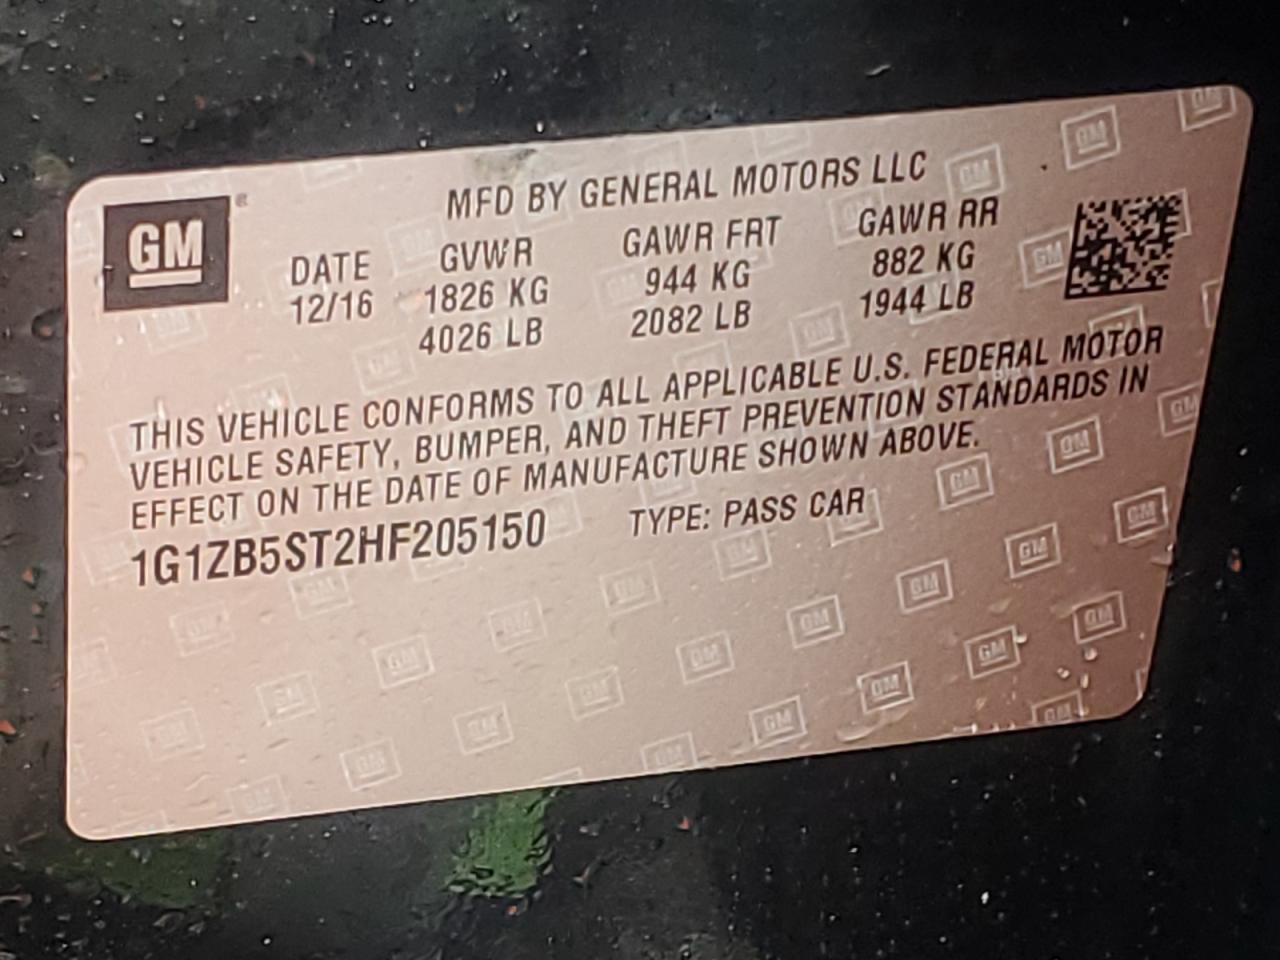 GM
MFD BY GENERAL MOTORS LLC
DATE GVWR GAWR FRT GAWR RR
12/16 1826 KG 944 KG 882 KG
4026 LB 2082 LB 1944 LB
THIS VEHICLE CONFORMS TO ALL APPLICABLE U.S. FEDERAL MOTOR
VEHICLE SAFETY, BUMPER, AND THEFT PREVENTION STANDARDS IN
EFFECT ON THE DATE OF MANUFACTURE SHOWN ABOVE.
1G1ZB5ST2HF205150 TYPE: PASS CAR